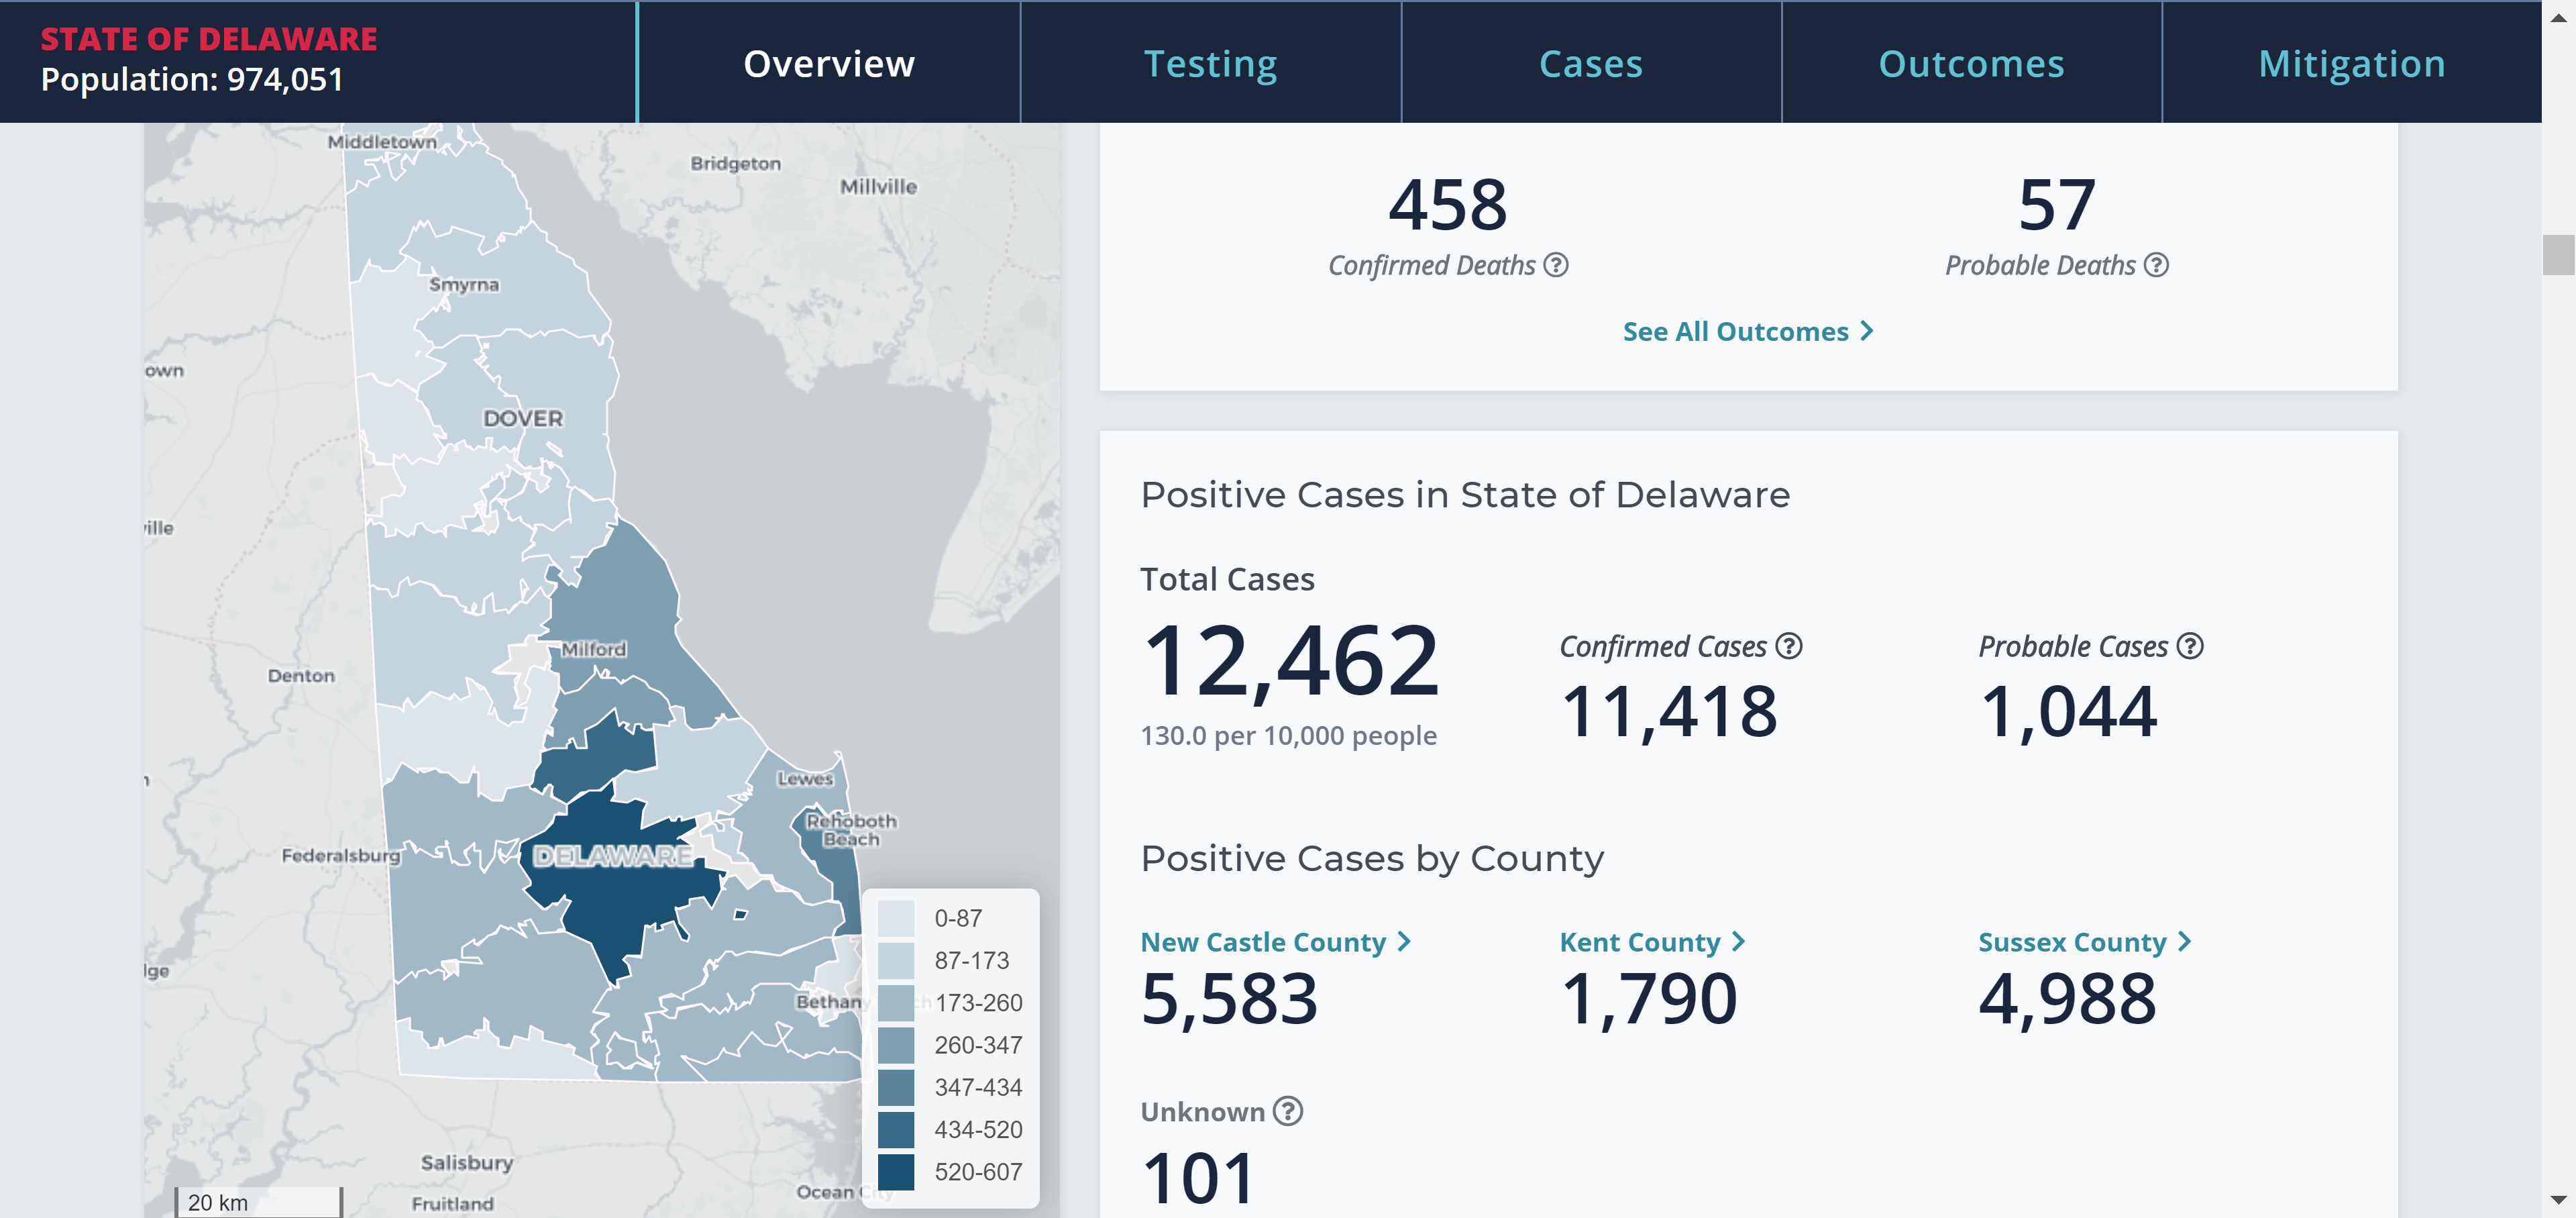 STATE OF DELAWARE
Population: 974,051
Overview
Testing
Cases
Outcomes
Mitigation
Middletown
Bridgeton
Millville
Smyrna
own
DOVER
ville
Milford
Denton
Lewes
Rehoboth
Beach
Federalsburg
DELAWARE
lge
Bethany
Salisbury
Fruitland
Ocean City
20 km
0-87
87-173
173-260
260-347
347-434
434-520
520-607
458
Confirmed Deaths ?
57
Probable Deaths ?
See All Outcomes >
Positive Cases in State of Delaware
Total Cases
12,462
130.0 per 10,000 people
Confirmed Cases ?
11,418
Probable Cases ?
1,044
Positive Cases by County
New Castle County >
5,583
Kent County >
1,790
Sussex County >
4,988
Unknown ?
101